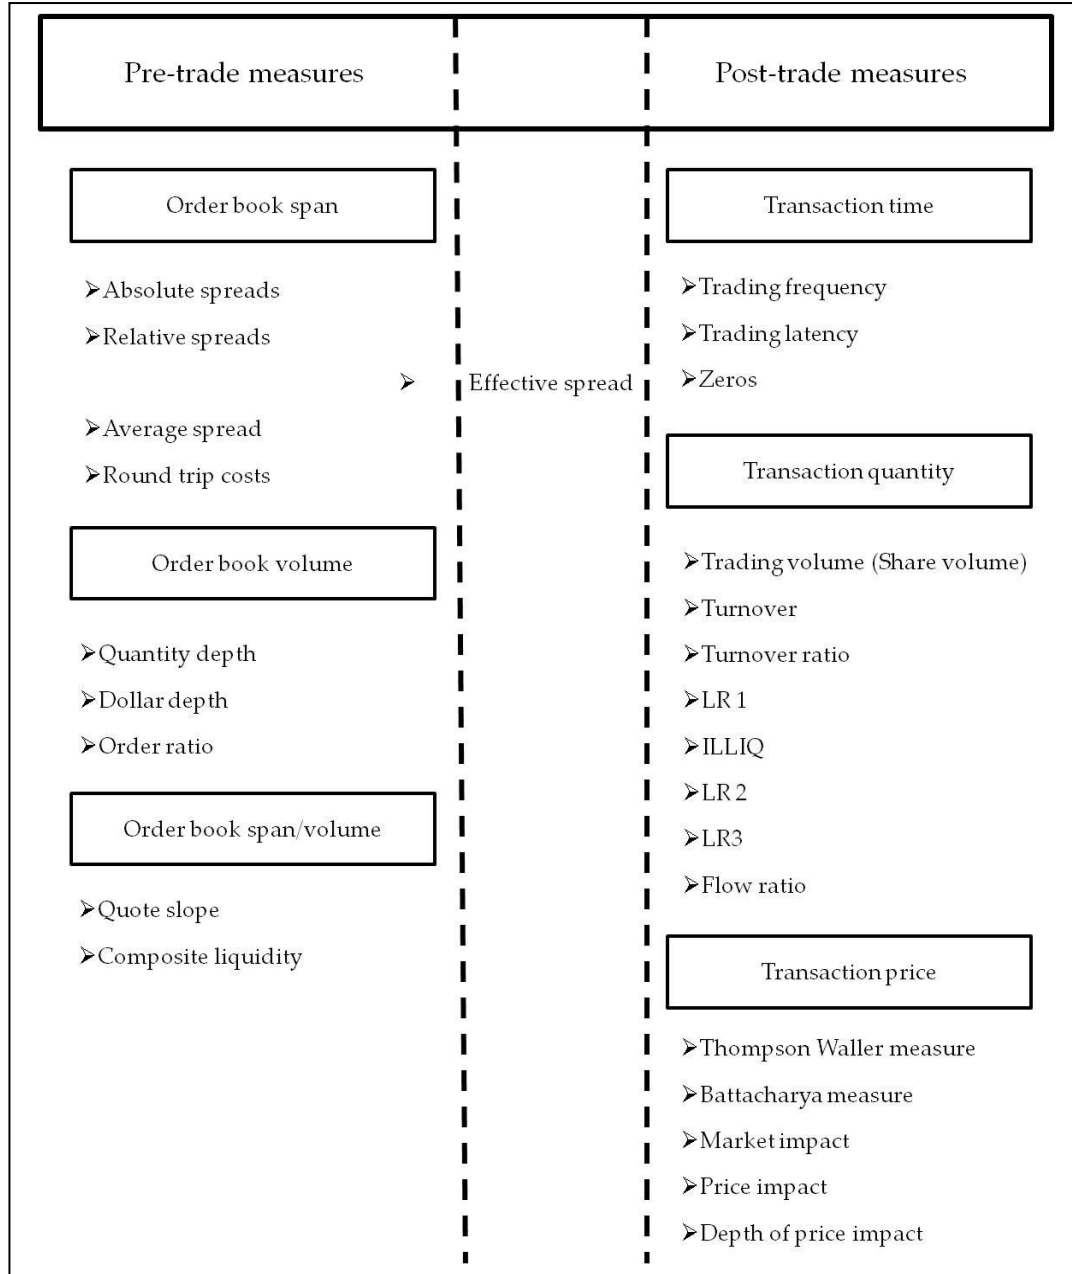 Pre-trade measures
Post-trade measures
Order book span
➢Absolute spreads
➢Relative spreads
➢ Effective spread
➢Average spread
➢Round trip costs
Order book volume
➢Quantity depth
➢Dollar depth
➢Order ratio
Order book span/volume
➢Quote slope
➢Composite liquidity
Transaction time
➢Trading frequency
➢Trading latency
➢Zeros
Transaction quantity
➢Trading volume (Share volume)
➢Turnover
➢Turnover ratio
➢LR 1
➢ILLIQ
➢LR 2
➢LR3
➢Flow ratio
Transaction price
➢Thompson Waller measure
➢Battacharya measure
➢Market impact
➢Price impact
➢Depth of price impact